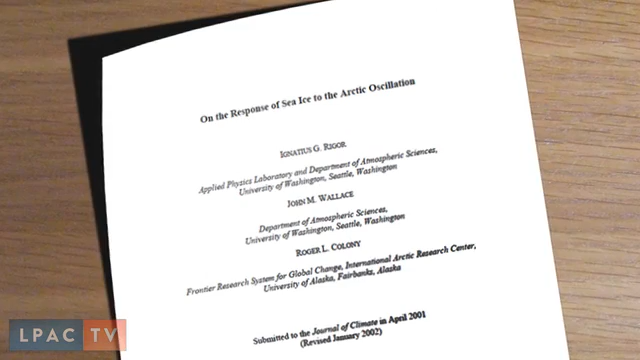 On the Response of Sea Ice to the Arctic Oscillation
IGNATIUS G. RIGOR
Applied Physics Laboratory and Department of Atmospheric Sciences,
University of Washington, Seattle, Washington
JOHN M. WALLACE
Department of Atmospheric Sciences,
University of Washington, Seattle, Washington
ROGER L. COLONY
Frontier Research System for Global Change, International Arctic Research Center,
University of Alaska, Fairbanks, Alaska
Submitted to the Journal of Climate in April 2001
(Revised January 2002)
LPAC TV